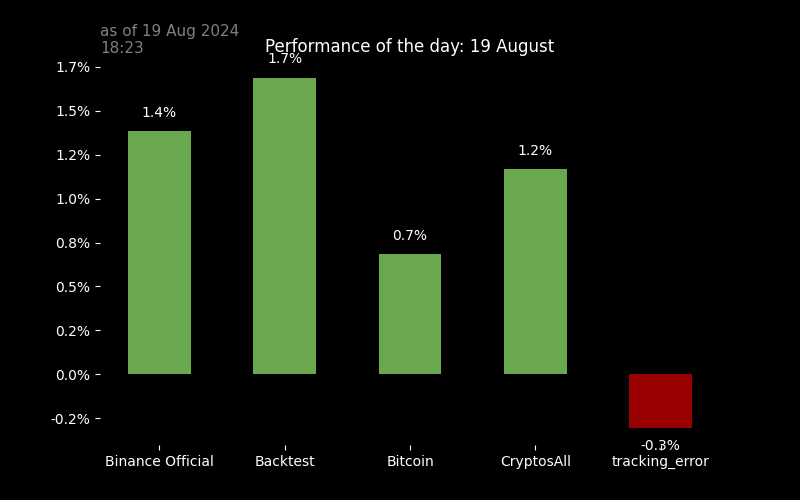 as of 19 Aug 2024
18:23
Performance of the day: 19 August
1.7%
1.5%
1.2%
1.0%
0.8%
0.5%
0.2%
0.0%
-0.2%
1.4%
1.7%
0.7%
1.2%
-0.3%
Binance Official
Backtest
Bitcoin
CryptosAll
tracking_error